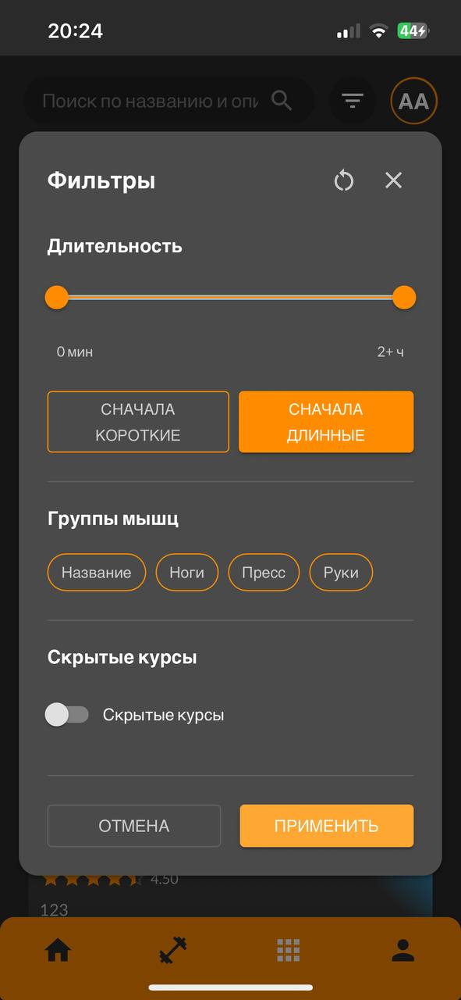 20:24
44
Поиск по названию и опи
АА
Фильтры
Длительность
0 мин
2+ ч
СНАЧАЛА
КОРОТКИЕ
СНАЧАЛА
ДЛИННЫЕ
Группы мышц
Название
Ноги
Пресс
Руки
Скрытые курсы
Скрытые курсы
ОТМЕНА
ПРИМЕНИТЬ
4.50
123